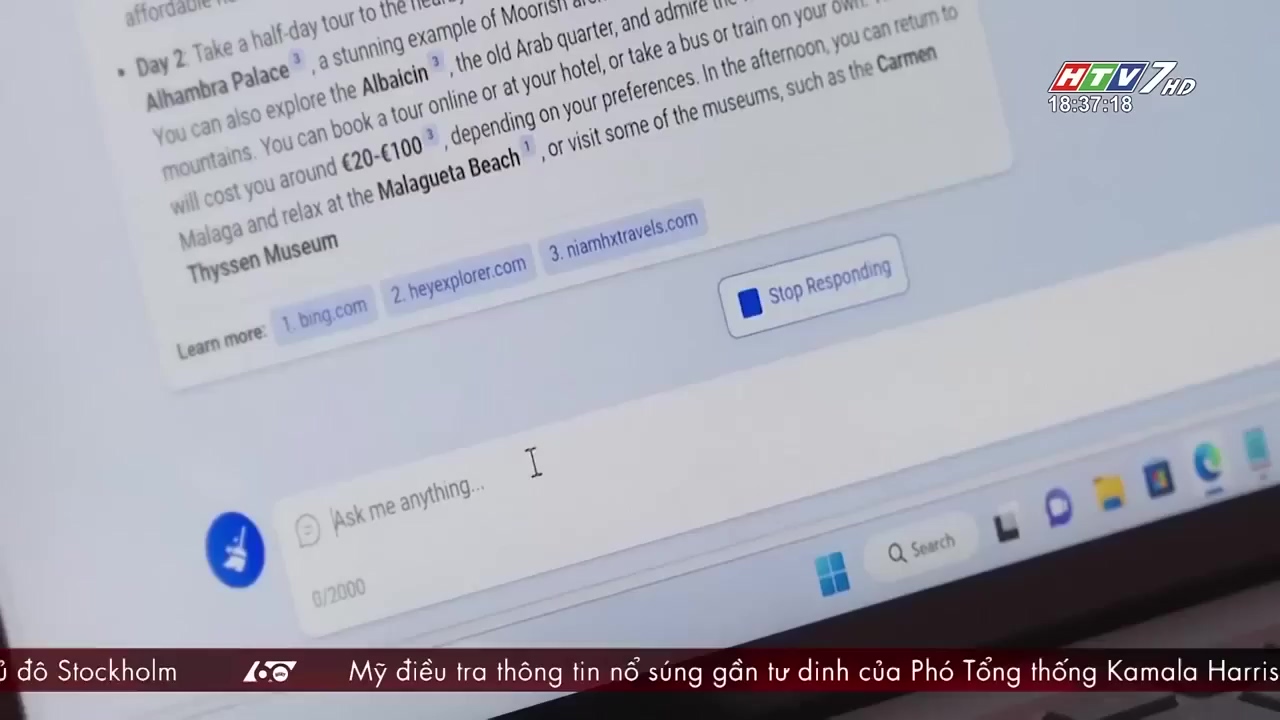 affordable
• Day 2: Take a half-day tour to the nearby
Alhambra Palace 3 , a stunning example of Moorish
You can also explore the Albaicin 3 , the old Arab quarter, and admire the
mountains. You can book a tour online or at your hotel, or take a bus or train on your own.
will cost you around €20-€100 3 , depending on your preferences. In the afternoon, you can return to
Malaga and relax at the Malagueta Beach 1 , or visit some of the museums, such as the Carmen
Thyssen Museum
Learn more: 1. bing.com 2. heyexplorer.com 3. niamhxtravels.com
Stop Responding
Ask me anything...
0/2000
Search
HTV7 HD
18:37:18
ủ đô Stockholm 60 Mỹ điều tra thông tin nổ súng gần tư dinh của Phó Tổng thống Kamala Harris